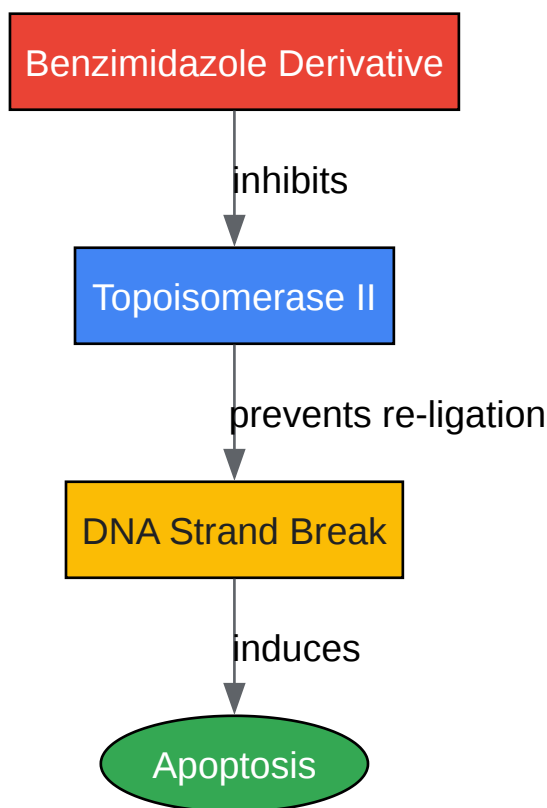 Benzimidazole Derivative
inhibits
Topoisomerase II
prevents re-ligation
DNA Strand Break
induces
Apoptosis